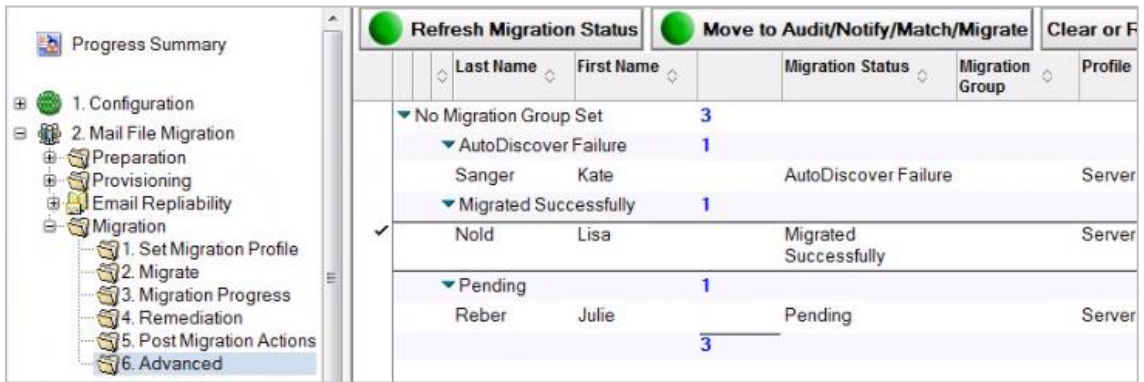 Progress Summary
1. Configuration
2. Mail File Migration
Preparation
Provisioning
Email Repliability
Migration
1. Set Migration Profile
2. Migrate
3. Migration Progress
4. Remediation
5. Post Migration Actions
6. Advanced
Refresh Migration Status Move to Audit/Notify/Match/Migrate Clear or
Last Name First Name Migration Status Migration Group Profile
No Migration Group Set 3
AutoDiscover Failure 1
Sanger Kate AutoDiscover Failure Server
Migrated Successfully 1
Nold Lisa Migrated Successfully Server
Pending 1
Reber Julie Pending Server
3